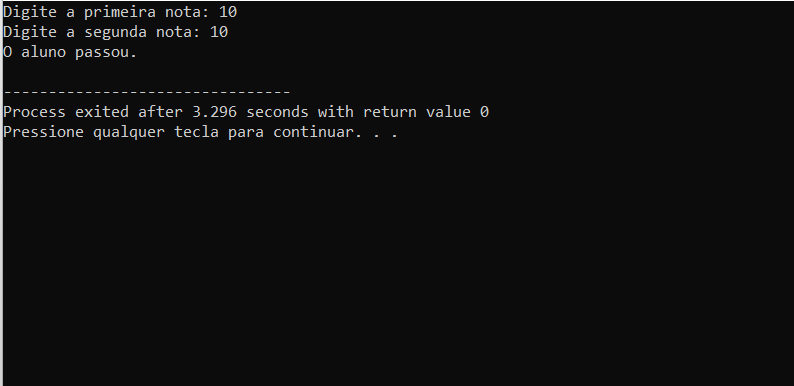 Digite a primeira nota: 10
Digite a segunda nota: 10
O aluno passou.
--------------------------------
Process exited after 3.296 seconds with return value 0
Pressione qualquer tecla para continuar. . .